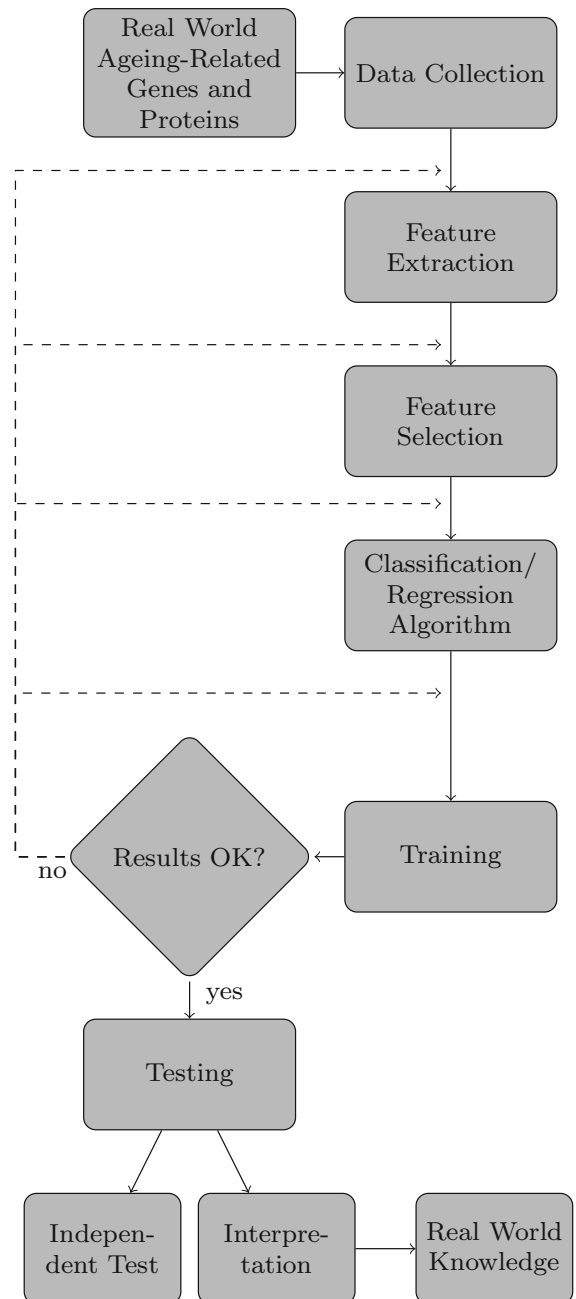 Real World
Ageing-Related
Genes and
Proteins
Data Collection
Feature
Extraction
Feature
Selection
Classification/
Regression
Algorithm
Training
Results OK?
no
yes
Testing
Indepen-
dent Test
Interpre-
tation
Real World
Knowledge